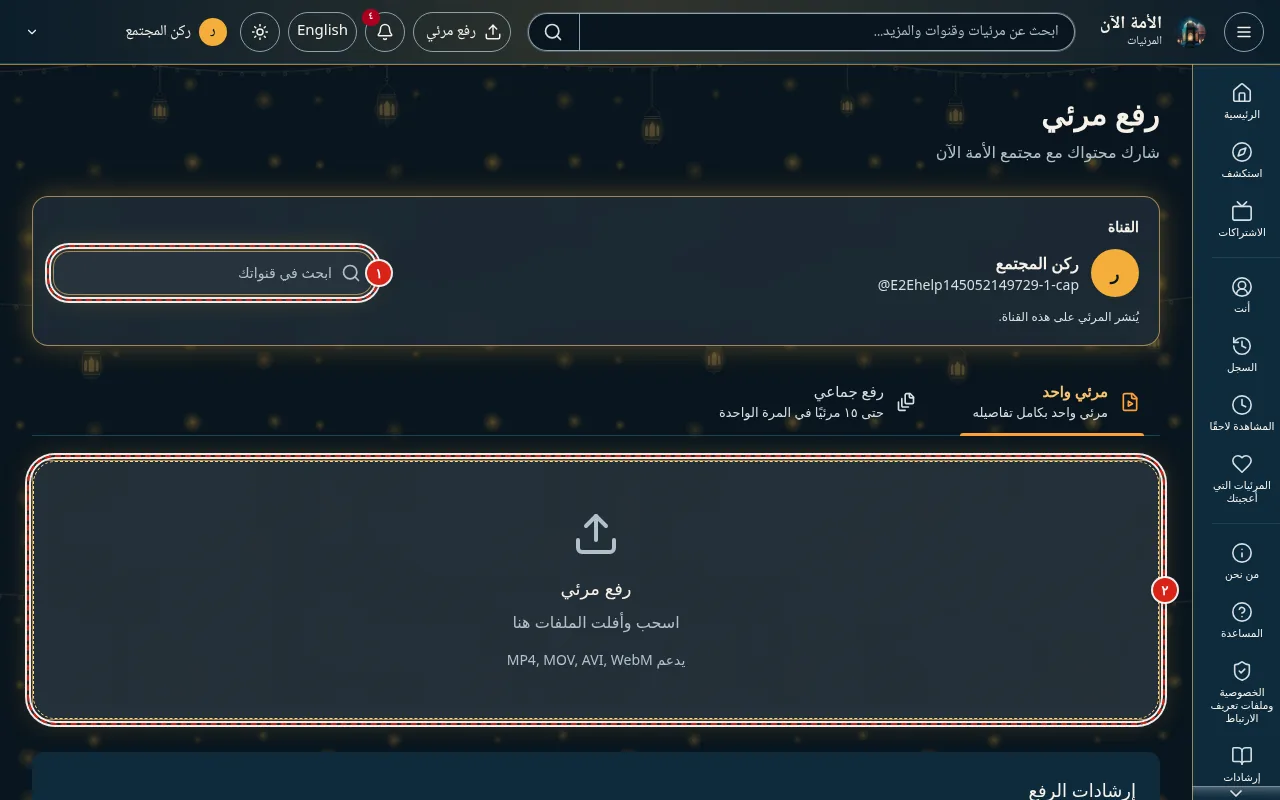 الأمة الآن
المرئيات
ابحث عن مرئيات وقنوات والمزيد...
رفع مرئي
٤
English
ر
ركن المجتمع
الرئيسية
استكشف
الاشتراكات
أنت
السجل
المشاهدة لاحقًا
المرئيات التي
أعجبتك
من نحن
المساعدة
الخصوصية
وملفات تعريف
الارتباط
إرشادات
رفع مرئي
شارك محتواك مع مجتمع الأمة الآن
القناة
ر
ركن المجتمع
@E2Ehelp145052149729-1-cap
يُنشر المرئي على هذه القناة.
١
ابحث في قنواتك
مرئي واحد
مرئي واحد بكامل تفاصيله
رفع جماعي
حتى ١٥ مرئيًا في المرة الواحدة
٢
رفع مرئي
اسحب وأفلت الملفات هنا
يدعم MP4, MOV, AVI, WebM
إرشادات الرفع